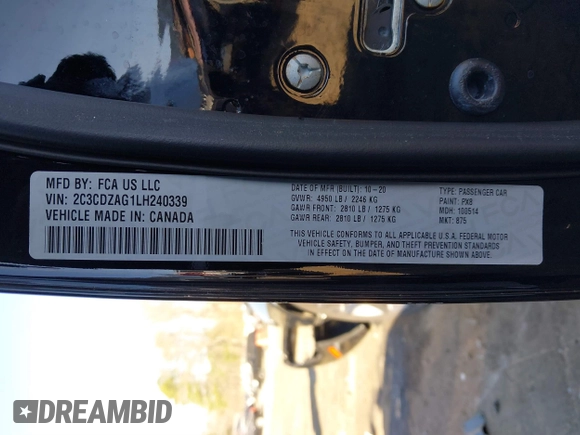 MFD BY: FCA US LLC
VIN: 2C3CDZAG1LH240339
VEHICLE MADE IN: CANADA
DATE OF MFR (BUILT): 10-20
GVWR: 4950 LB / 2246 KG
GAWR FRONT: 2810 LB / 1275 KG
GAWR REAR: 2810 LB / 1275 KG
TYPE: PASSENGER CAR
PAINT: PX8
MDH: 100514
MKT: 875
THIS VEHICLE CONFORMS TO ALL APPLICABLE U.S.A. FEDERAL MOTOR
VEHICLE SAFETY, BUMPER, AND THEFT PREVENTION STANDARDS
IN EFFECT ON THE DATE OF MANUFACTURE SHOWN ABOVE.
DREAMBID